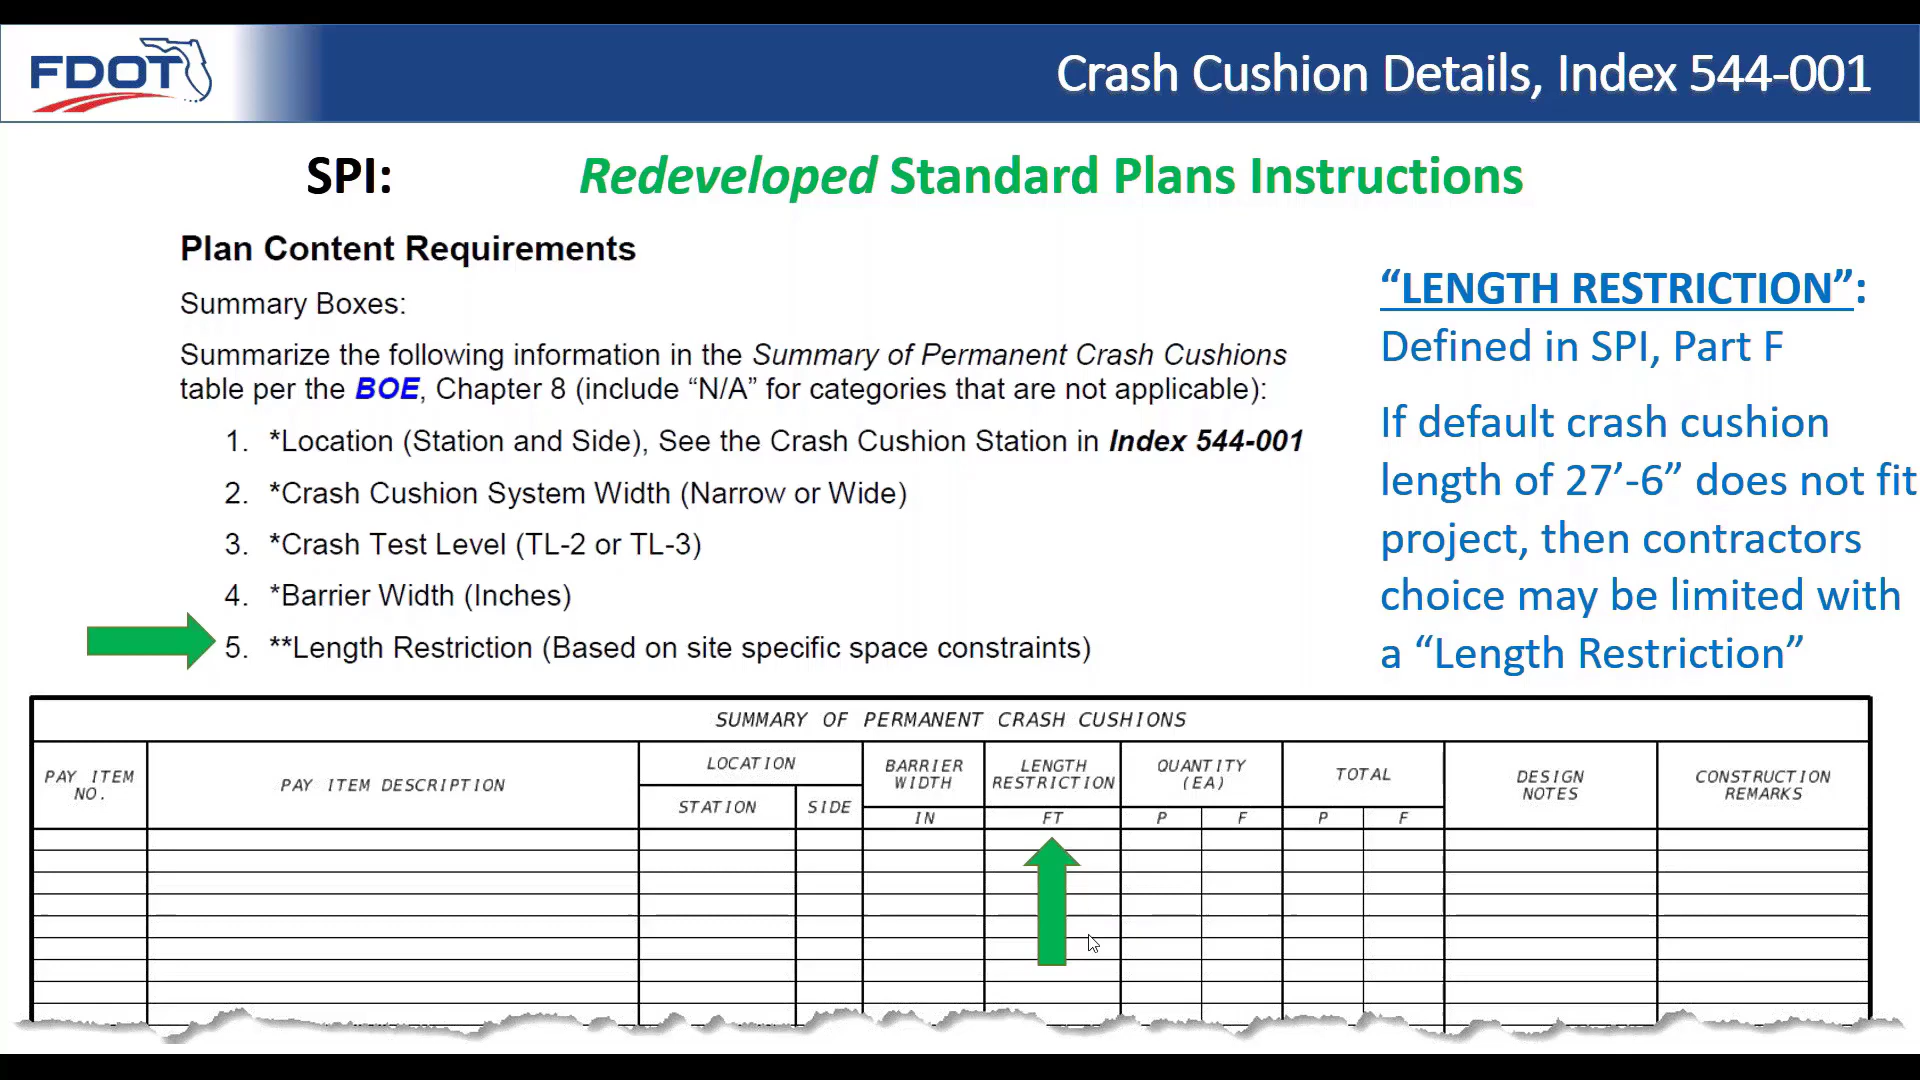 FDOT
Crash Cushion Details, Index 544-001
SPI: Redeveloped Standard Plans Instructions
Plan Content Requirements
Summary Boxes:
Summarize the following information in the Summary of Permanent Crash Cushions
table per the BOE, Chapter 8 (include “N/A” for categories that are not applicable):
1. *Location (Station and Side), See the Crash Cushion Station in Index 544-001
2. *Crash Cushion System Width (Narrow or Wide)
3. *Crash Test Level (TL-2 or TL-3)
4. *Barrier Width (Inches)
5. **Length Restriction (Based on site specific space constraints)
“LENGTH RESTRICTION”:
Defined in SPI, Part F
If default crash cushion
length of 27’-6” does not fit
project, then contractors
choice may be limited with
a “Length Restriction”
SUMMARY OF PERMANENT CRASH CUSHIONS
PAY ITEM
NO.
PAY ITEM DESCRIPTION
LOCATION
STATION
SIDE
BARRIER
WIDTH
IN
LENGTH
RESTRICTION
FT
QUANTITY
(EA)
P
F
TOTAL
P
F
DESIGN
NOTES
CONSTRUCTION
REMARKS